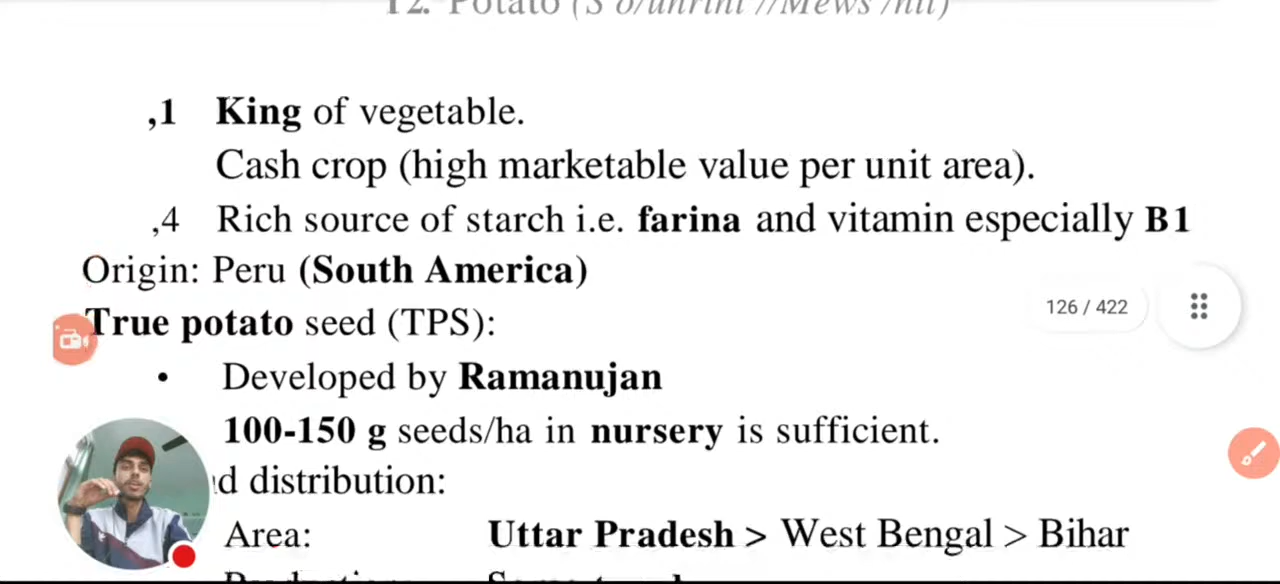 12. Potato (S
,1 King of vegetable.
Cash crop (high marketable value per unit area).
,4 Rich source of starch i.e. farina and vitamin especially B1
Origin: Peru (South America)
126 / 422
True potato seed (TPS):
• Developed by Ramanujan
100-150 g seeds/ha in nursery is sufficient.
d distribution:
Area: Uttar Pradesh > West Bengal > Bihar